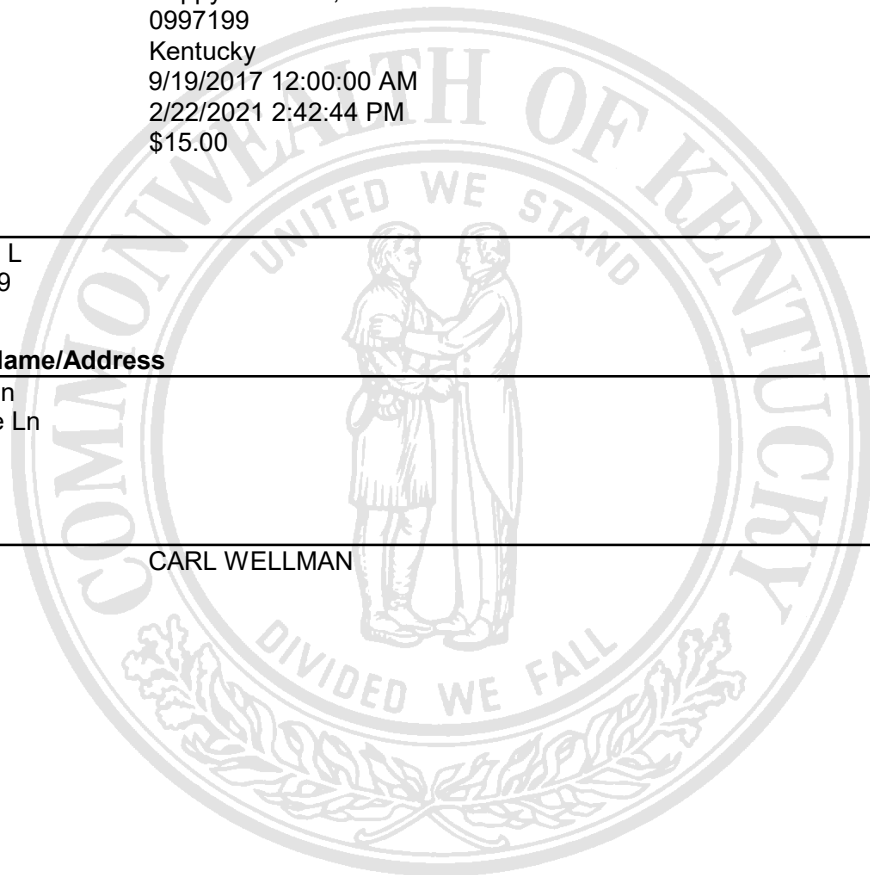 0997199
Kentucky
9/19/2017 12:00:00 AM
2/22/2021 2:42:44 PM
$15.00
COMMONWEALTH OF KENTUCKY
UNITED WE STAND
L
9
ame/Address
n
e Ln
CARL WELLMAN
DIVIDED WE FALL